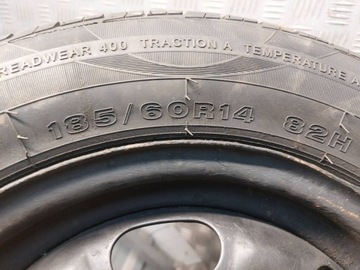 READWEAR 400 TRACTION A TEMPERATURE A
185/60R14 82H